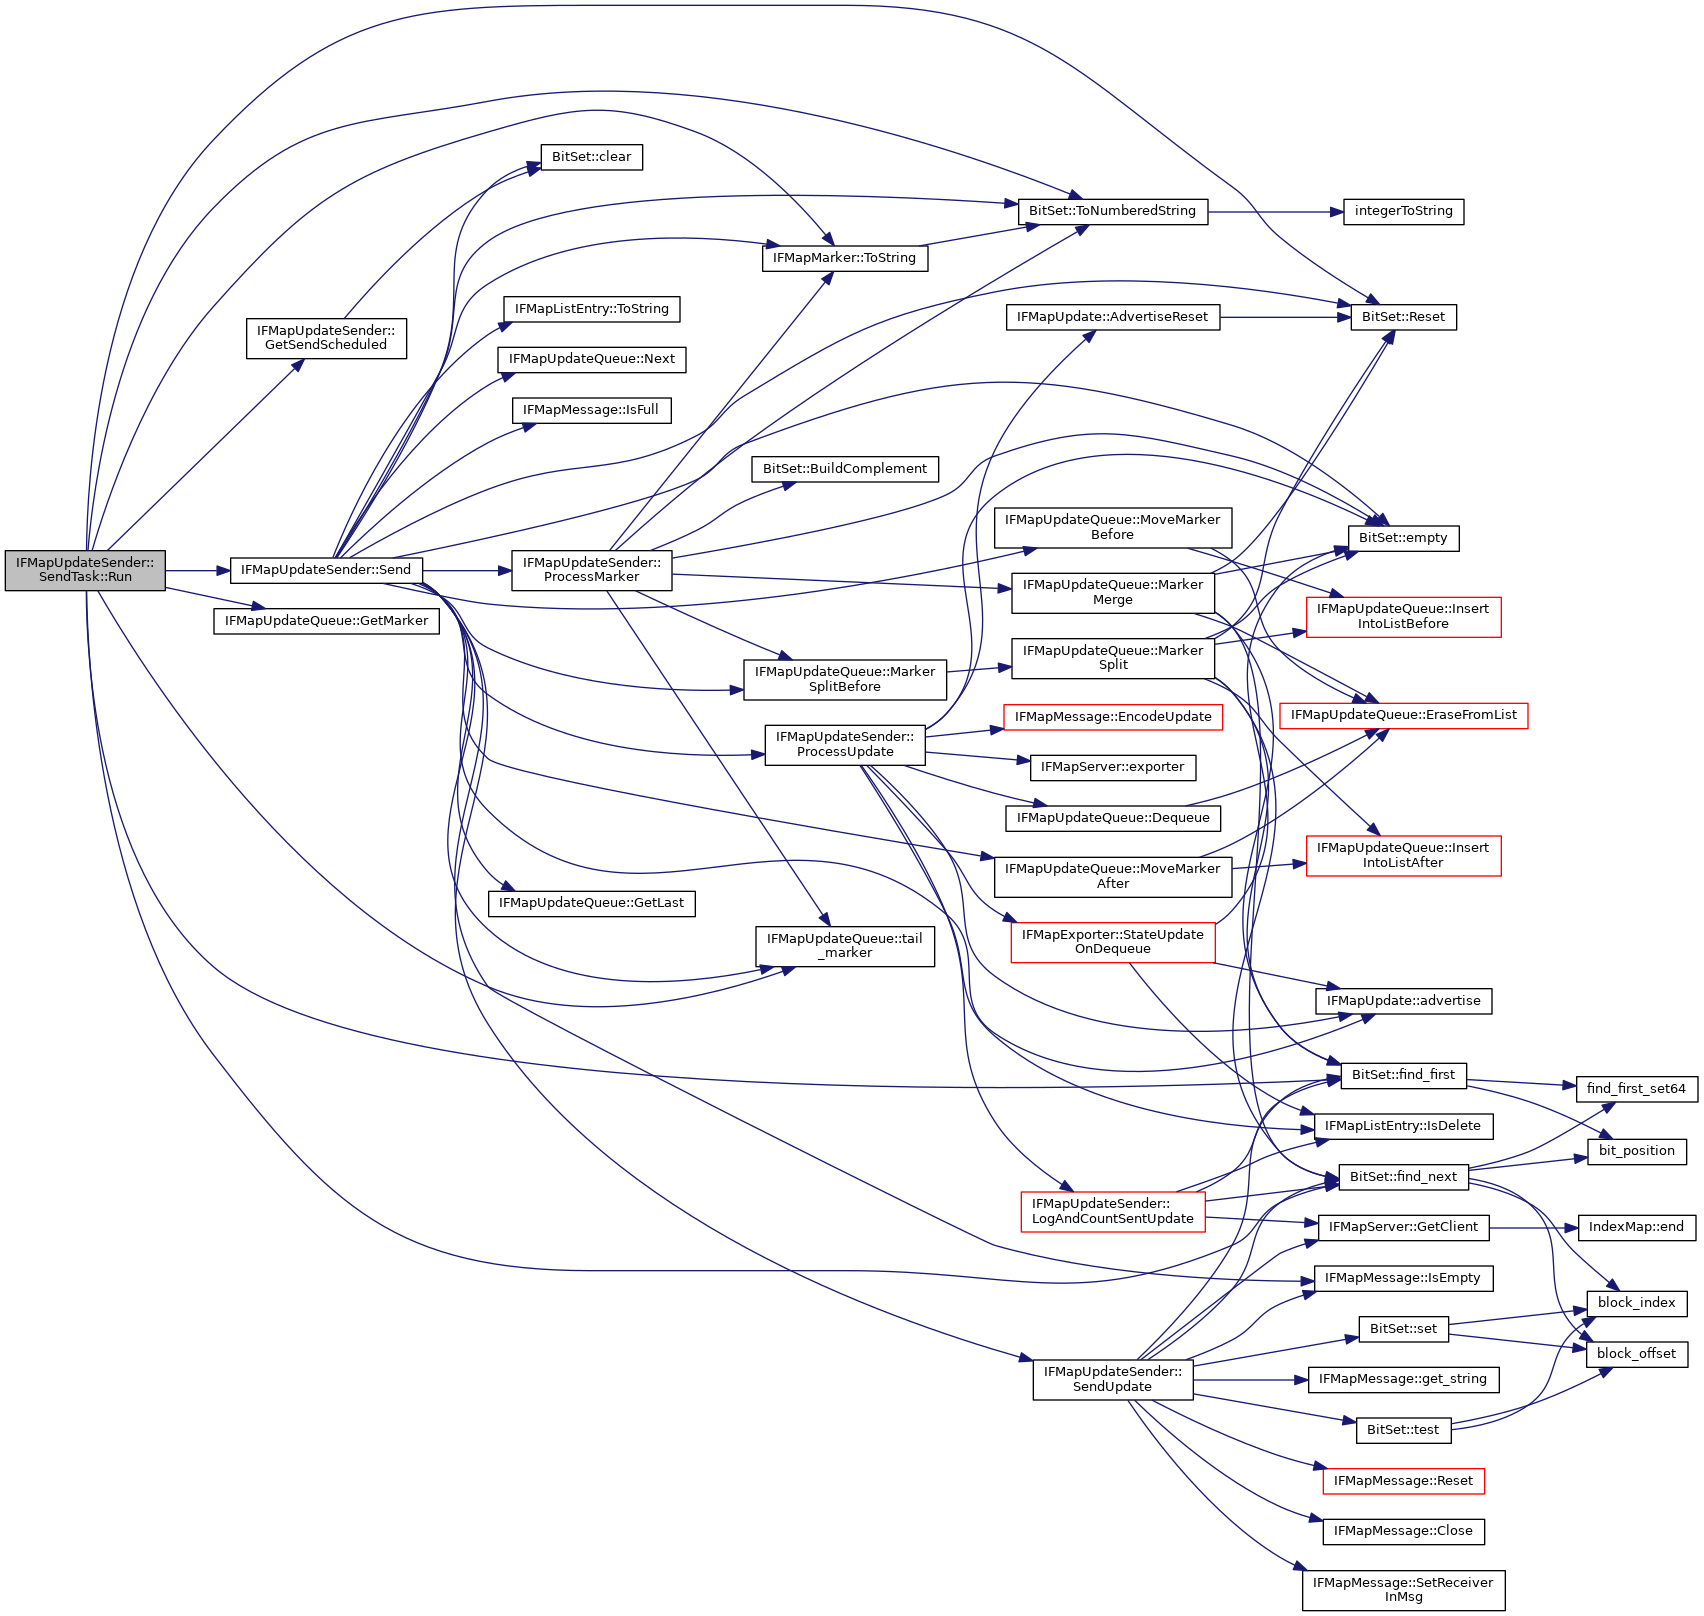 IFMapUpdateSender::
SendTask::Run
BitSet::clear
BitSet::ToNumberedString
integerToString
IFMapMarker::ToString
IFMapListEntry::ToString
IFMapUpdate::AdvertiseReset
BitSet::Reset
IFMapUpdateSender::
GetSendScheduled
IFMapUpdateQueue::Next
IFMapMessage::IsFull
BitSet::BuildComplement
IFMapUpdateQueue::MoveMarker
Before
BitSet::empty
IFMapUpdateSender::Send
IFMapUpdateSender::
ProcessMarker
IFMapUpdateQueue::Marker
Merge
IFMapUpdateQueue::Insert
IntoListBefore
IFMapUpdateQueue::GetMarker
IFMapUpdateQueue::Marker
Split
IFMapUpdateQueue::Marker
SplitBefore
IFMapMessage::EncodeUpdate
IFMapUpdateQueue::EraseFromList
IFMapUpdateSender::
ProcessUpdate
IFMapServer::exporter
IFMapUpdateQueue::Dequeue
IFMapUpdateQueue::Insert
IntoListAfter
IFMapUpdateQueue::MoveMarker
After
IFMapUpdateQueue::GetLast
IFMapUpdateQueue::tail
_marker
IFMapExporter::StateUpdate
OnDequeue
IFMapUpdate::advertise
BitSet::find_first
find_first_set64
IFMapListEntry::IsDelete
bit_position
BitSet::find_next
IFMapUpdateSender::
LogAndCountSentUpdate
IFMapServer::GetClient
IndexMap::end
IFMapMessage::IsEmpty
block_index
BitSet::set
block_offset
IFMapUpdateSender::
SendUpdate
IFMapMessage::get_string
BitSet::test
IFMapMessage::Reset
IFMapMessage::Close
IFMapMessage::SetReceiver
InMsg